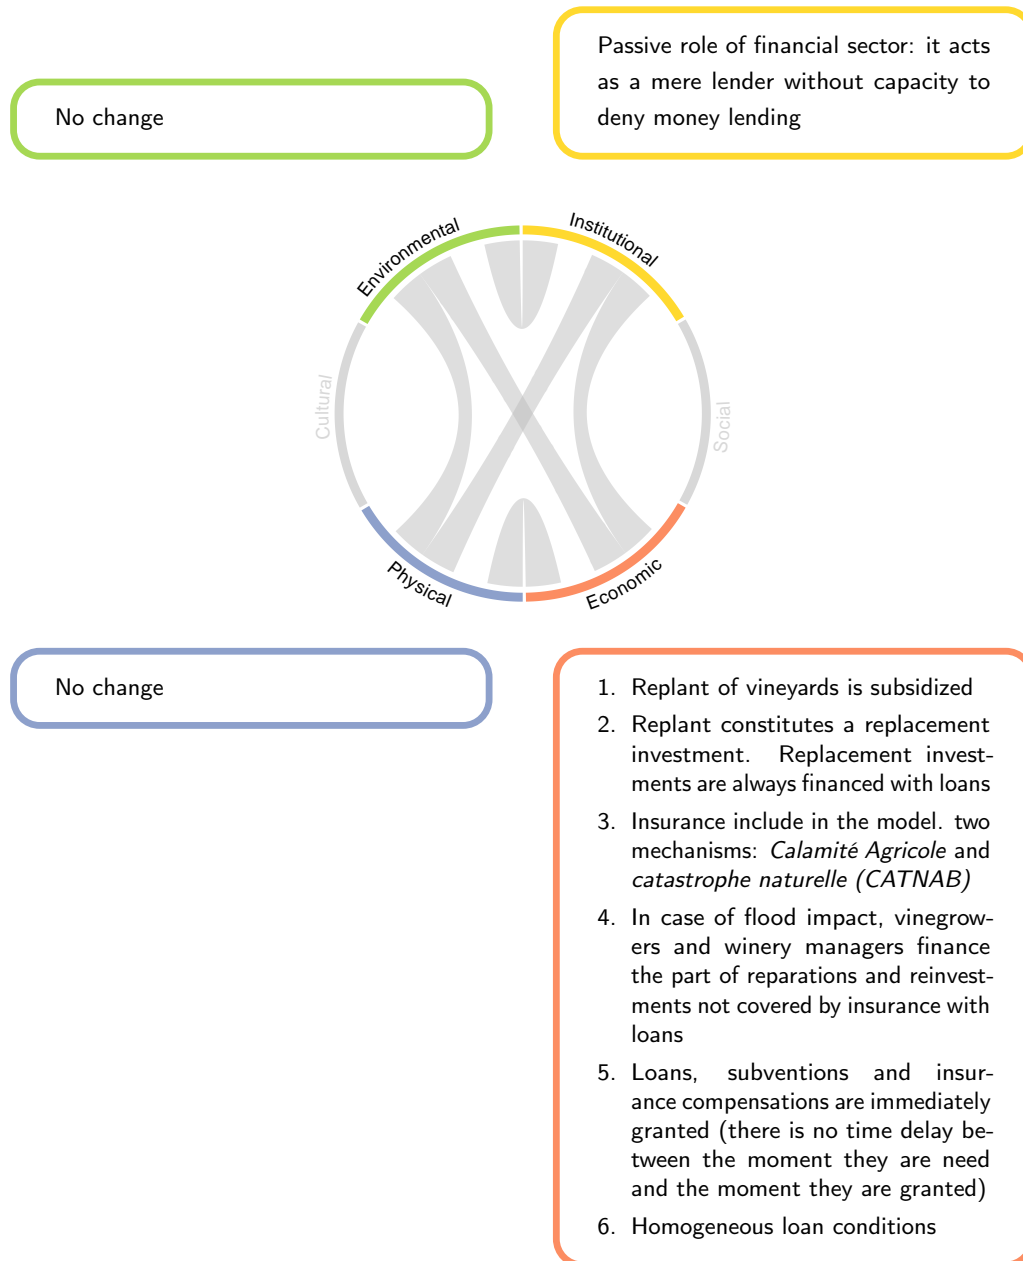 No change
Passive role of financial sector: it acts
as a mere lender without capacity to
deny money lending
Environmental
Institutional
Cultural
Social
Physical
Economic
No change
1. Replant of vineyards is subsidized
2. Replant constitutes a replacement
investment. Replacement invest-
ments are always financed with loans
3. Insurance include in the model. two
mechanisms: Calamité Agricole and
catastrophe naturelle (CATNAB)
4. In case of flood impact, vinegrow-
ers and winery managers finance
the part of reparations and reinvest-
ments not covered by insurance with
loans
5. Loans, subventions and insur-
ance compensations are immediately
granted (there is no time delay be-
tween the moment they are need
and the moment they are granted)
6. Homogeneous loan conditions